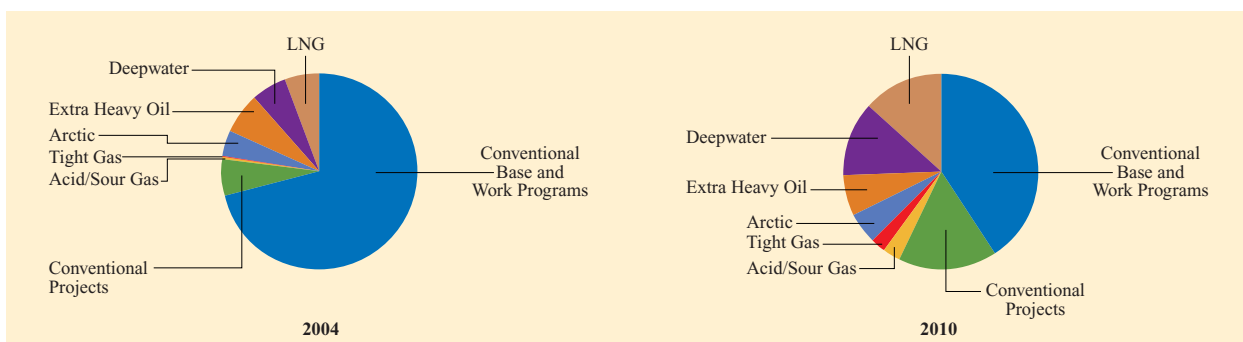 LNG
Deepwater
Extra Heavy Oil
Arctic
Tight Gas
Acid/Sour Gas
Conventional
Projects
Conventional
Base and
Work Programs
2004
LNG
Deepwater
Extra Heavy Oil
Arctic
Tight Gas
Acid/Sour Gas
Conventional
Projects
Conventional
Base and
Work Programs
2010